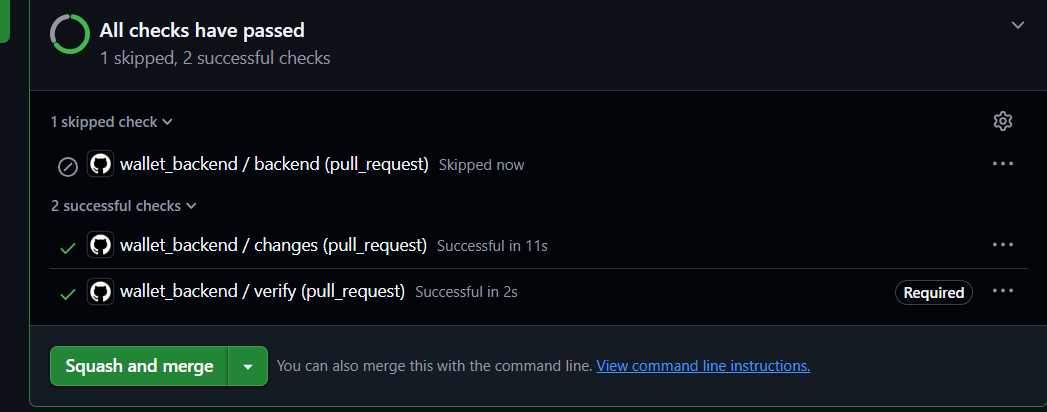 All checks have passed
1 skipped, 2 successful checks
1 skipped check
wallet_backend / backend (pull_request) Skipped now
2 successful checks
wallet_backend / changes (pull_request) Successful in 11s
wallet_backend / verify (pull_request) Successful in 2s Required
Squash and merge You can also merge this with the command line. View command line instructions.